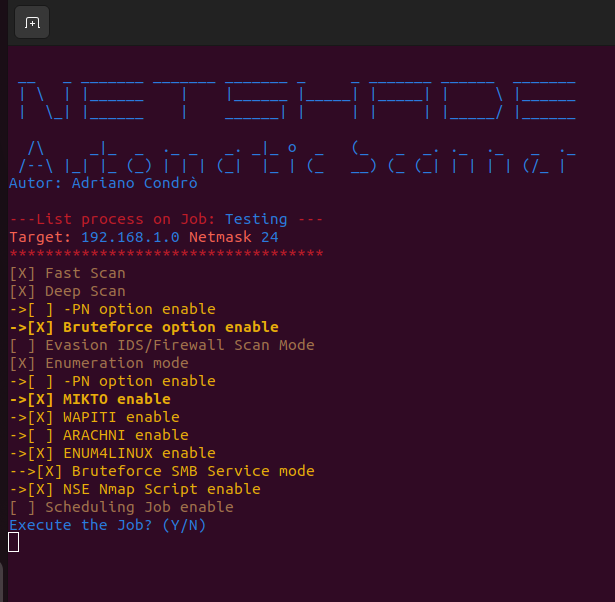 NETSHADE
Automatic Scanner
Autor: Adriano Condrò
---List process on Job: Testing ---
Target: 192.168.1.0 Netmask 24
***********************************
[X] Fast Scan
[X] Deep Scan
->[ ] -PN option enable
->[X] Bruteforce option enable
[ ] Evasion IDS/Firewall Scan Mode
[X] Enumeration mode
->[ ] -PN option enable
->[X] MIKTO enable
->[X] WAPITI enable
->[ ] ARACHNI enable
->[X] ENUM4LINUX enable
-->[X] Bruteforce SMB Service mode
->[X] NSE Nmap Script enable
[ ] Scheduling Job enable
Execute the Job? (Y/N)